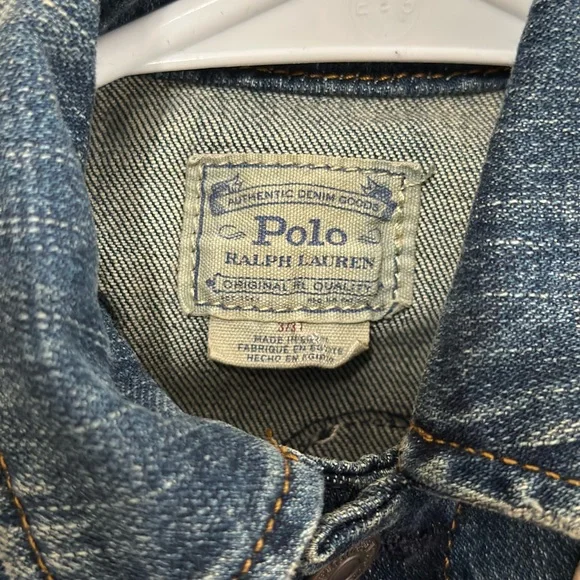 AUTHENTIC DENIM GOODS
Polo
RALPH LAUREN
ORIGINAL RL QUALITY
3/3T
MADE IN EGYPT
FABRIQUE EN EGYPTE
HECHO EN EGIPTO